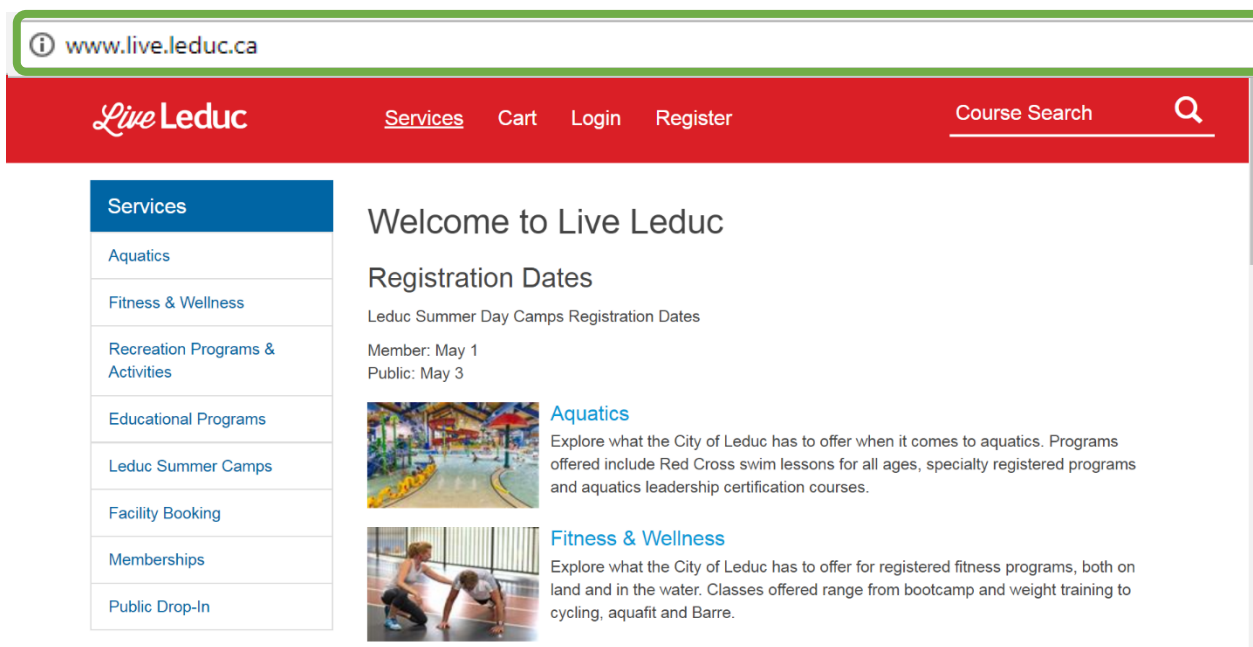 www.live.leduc.ca
Live Leduc
Services Cart Login Register
Course Search
Services
Aquatics
Fitness & Wellness
Recreation Programs &
Activities
Educational Programs
Leduc Summer Camps
Facility Booking
Memberships
Public Drop-In
Welcome to Live Leduc
Registration Dates
Leduc Summer Day Camps Registration Dates
Member: May 1
Public: May 3
Aquatics
Explore what the City of Leduc has to offer when it comes to aquatics. Programs
offered include Red Cross swim lessons for all ages, specialty registered programs
and aquatics leadership certification courses.
Fitness & Wellness
Explore what the City of Leduc has to offer for registered fitness programs, both on
land and in the water. Classes offered range from bootcamp and weight training to
cycling, aquafit and Barre.